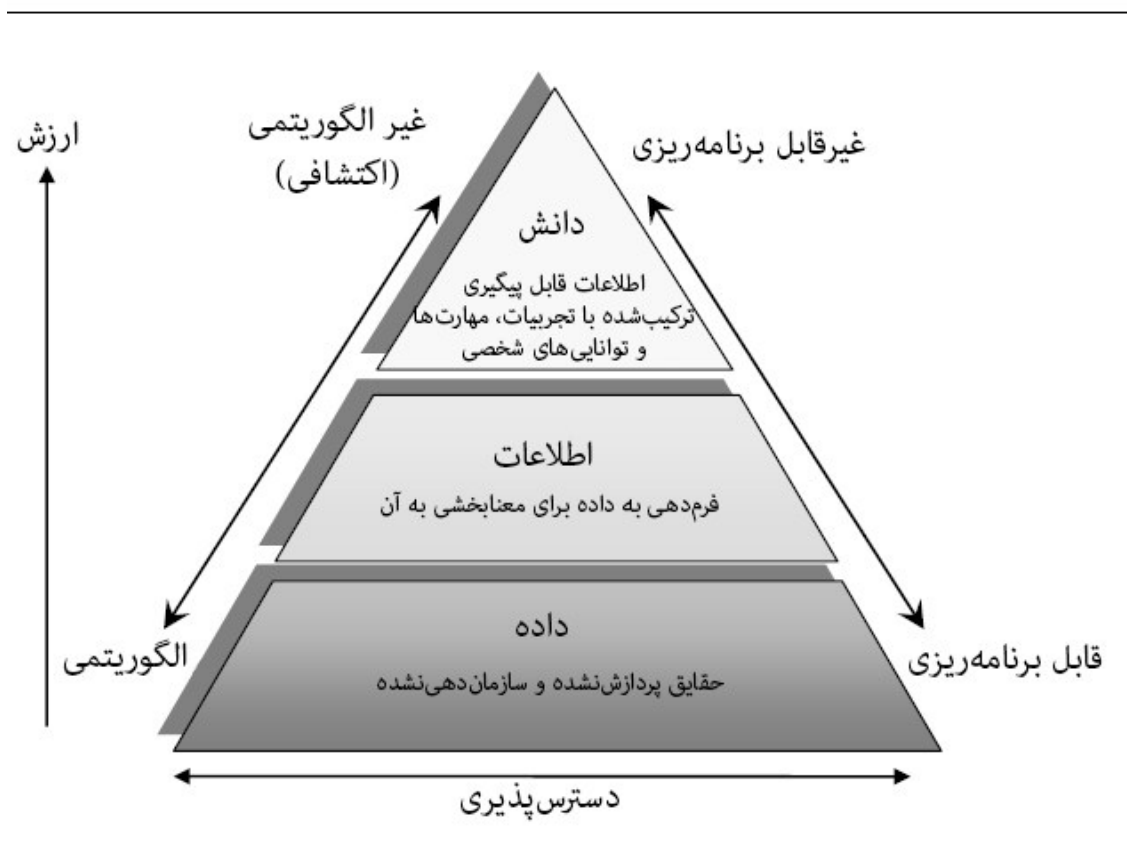 ارزش
غیر الگوریتمی
(اکتشافی)
غیرقابل برنامه‌ریزی
دانش
اطلاعات قابل پیگیری
ترکیب‌شده با تجربیات، مهارت‌ها
و توانایی‌های شخصی
اطلاعات
فرم‌دهی به داده برای معنابخشی به آن
داده
حقایق پردازش‌نشده و سازمان‌دهی‌نشده
الگوریتمی
قابل برنامه‌ریزی
دسترس‌پذیری